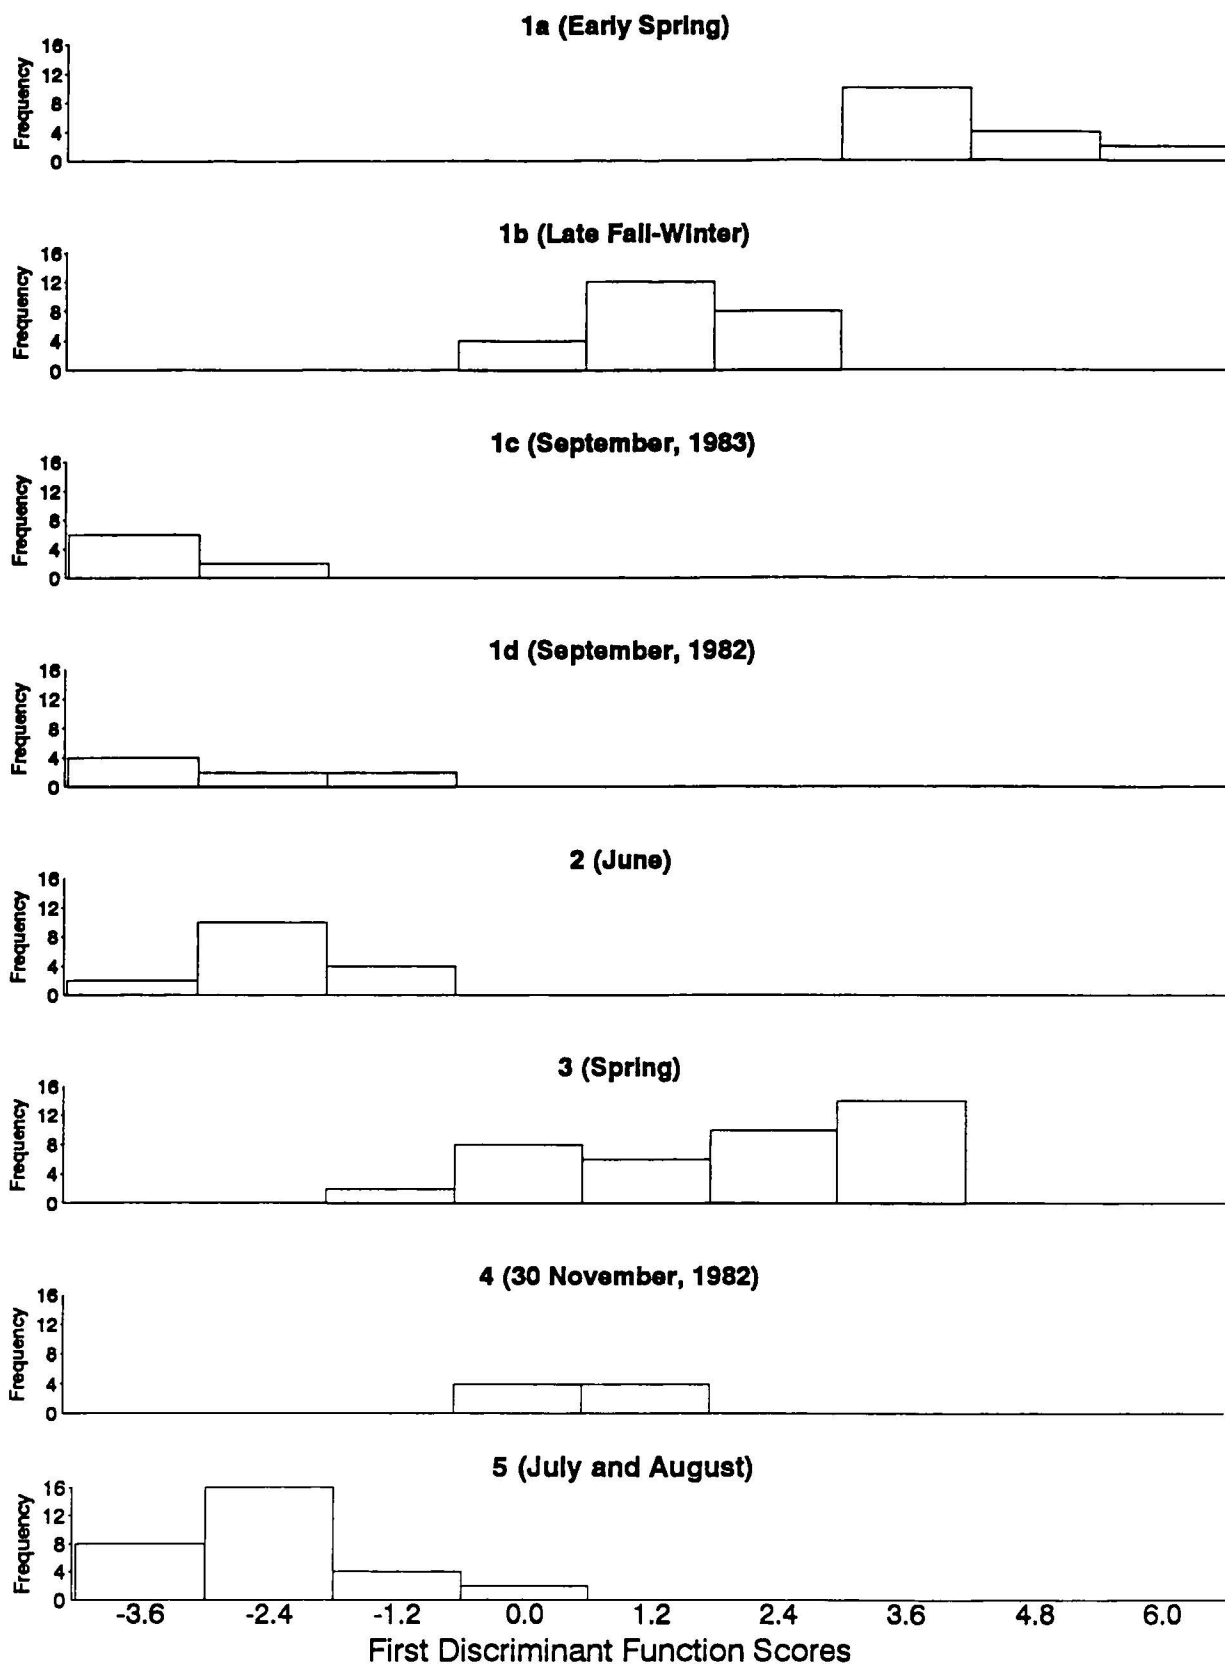 1a (Early Spring)
Frequency
16
12
8
4
0
1b (Late Fall-Winter)
Frequency
16
12
8
4
0
1c (September, 1983)
Frequency
16
12
8
4
0
1d (September, 1982)
Frequency
16
12
8
4
0
2 (June)
Frequency
16
12
8
4
0
3 (Spring)
Frequency
16
12
8
4
0
4 (30 November, 1982)
Frequency
16
12
8
4
0
5 (July and August)
Frequency
16
12
8
4
0
-3.6 -2.4 -1.2 0.0 1.2 2.4 3.6 4.8 6.0
First Discriminant Function Scores